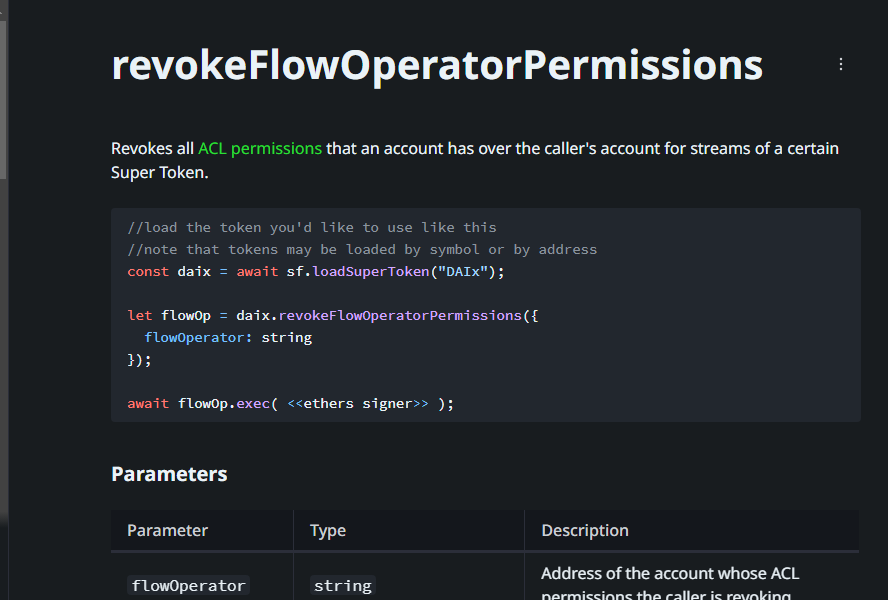 revokeFlowOperatorPermissions
Revokes all ACL permissions that an account has over the caller's account for streams of a certain
Super Token.
//load the token you'd like to use like this
//note that tokens may be loaded by symbol or by address
const daix = await sf.loadSuperToken("DAIx");
let flowOp = daix.revokeFlowOperatorPermissions({
  flowOperator: string
});
await flowOp.exec( <<ethers signer>> );
Parameters
Parameter Type Description
flowOperator string Address of the account whose ACL
permissions the caller is revoking